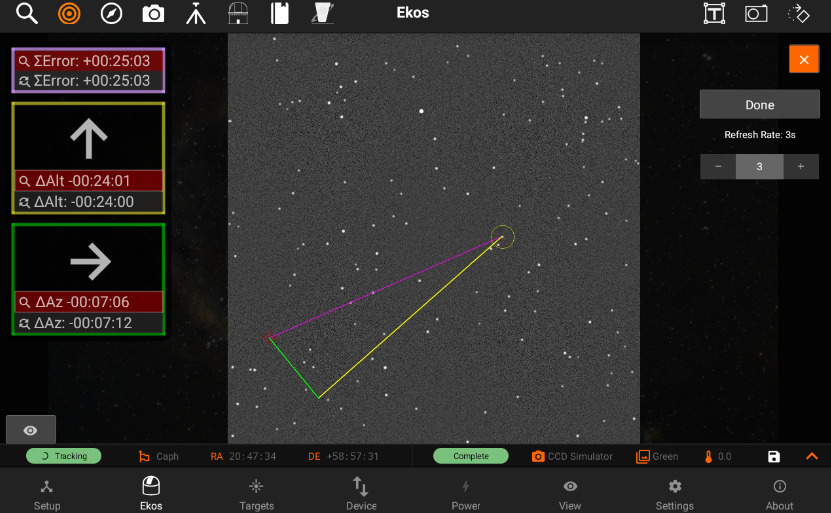 Ekos
ΣError: +00:25:03
ΣError: +00:25:03
ΔAlt -00:24:01
ΔAlt: -00:24:00
ΔAz -00:07:06
ΔAz: -00:07:12
Done
Refresh Rate: 3s
− 3 +
Tracking Caph RA 20:47:34 DE +58:57:31 Complete CCD Simulator Green 0.0
Setup Ekos Targets Device Power View Settings About